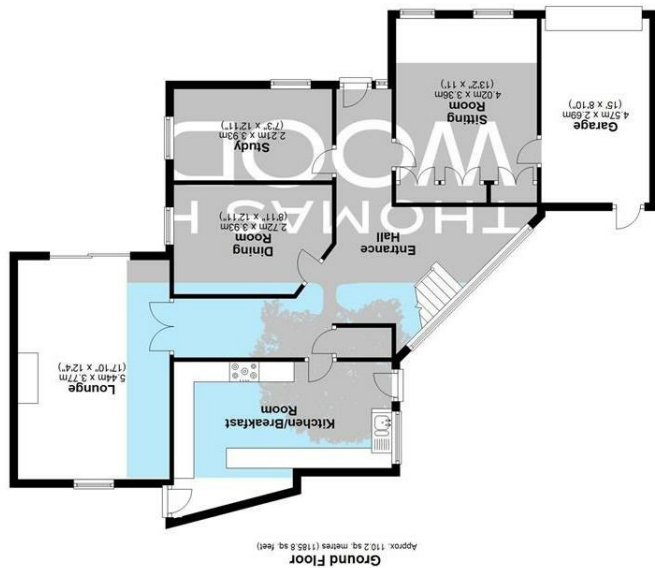 Ground Floor
Approx. 110.2 sq. metres (1185.8 sq. feet)
Kitchen/Breakfast
Room
Lounge
5.44m x 3.77m
(17'10" x 12'4")
Entrance
Hall
Dining
Room
2.72m x 3.93m
(8'11" x 12'11")
Study
2.21m x 3.93m
(7'3" x 12'11")
Sitting
Room
4.02m x 3.36m
(13'2" x 11')
Garage
4.57m x 2.69m
(15' x 8'10")
THOMAS H
WOOD